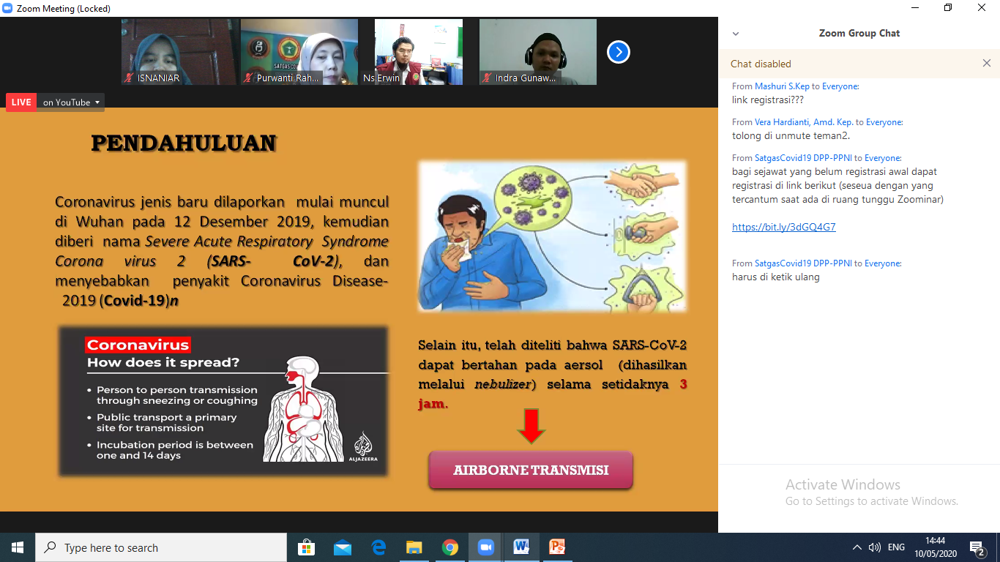 Zoom Meeting (Locked)
ISNANIAR
Purwanti Rah...
Ns Erwin
Indra Gunaw...
LIVE on YouTube
PENDAHULUAN
Coronavirus jenis baru dilaporkan mulai muncul
di Wuhan pada 12 Desember 2019, kemudian
diberi nama Severe Acute Respiratory Syndrome
Corona virus 2 (SARS- CoV-2), dan
menyebabkan penyakit Coronavirus Disease-
2019 (Covid-19)n
Coronavirus
How does it spread?
• Person to person transmission
through sneezing or coughing
• Public transport a primary
site for transmission
• Incubation period is between
one and 14 days
ALJAZEERA
Selain itu, telah diteliti bahwa SARS-CoV-2
dapat bertahan pada aersol (dihasilkan
melalui nebulizer) selama setidaknya 3
jam.
AIRBORNE TRANSMISI
Zoom Group Chat
Chat disabled
From Mashuri S.Kep to Everyone:
link registrasi???
From Vera Hardianti, Amd. Kep. to Everyone:
tolong di unmute teman2.
From SatgasCovid19 DPP-PPNI to Everyone:
bagi sejawat yang belum registrasi awal dapat
registrasi di link berikut (seseua dengan yang
tercantum saat ada di ruang tunggu Zoominar)
https://bit.ly/3dGQ4G7
From SatgasCovid19 DPP-PPNI to Everyone:
harus di ketik ulang
Activate Windows
Go to Settings to activate Windows.
Type here to search
ENG
14:44
10/05/2020
2